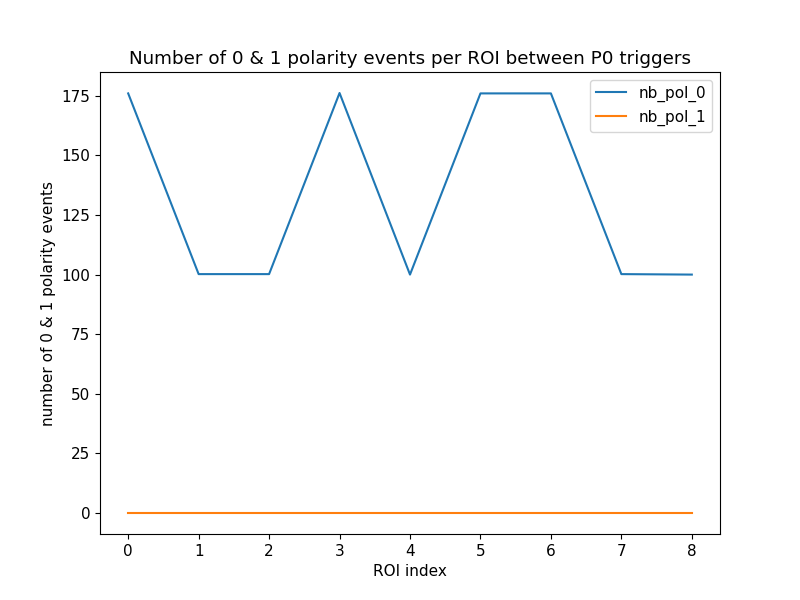 Number of 0 & 1 polarity events per ROI between P0 triggers
nb_pol_0
nb_pol_1
number of 0 & 1 polarity events
175
150
125
100
75
50
25
0
0 1 2 3 4 5 6 7 8
ROI index